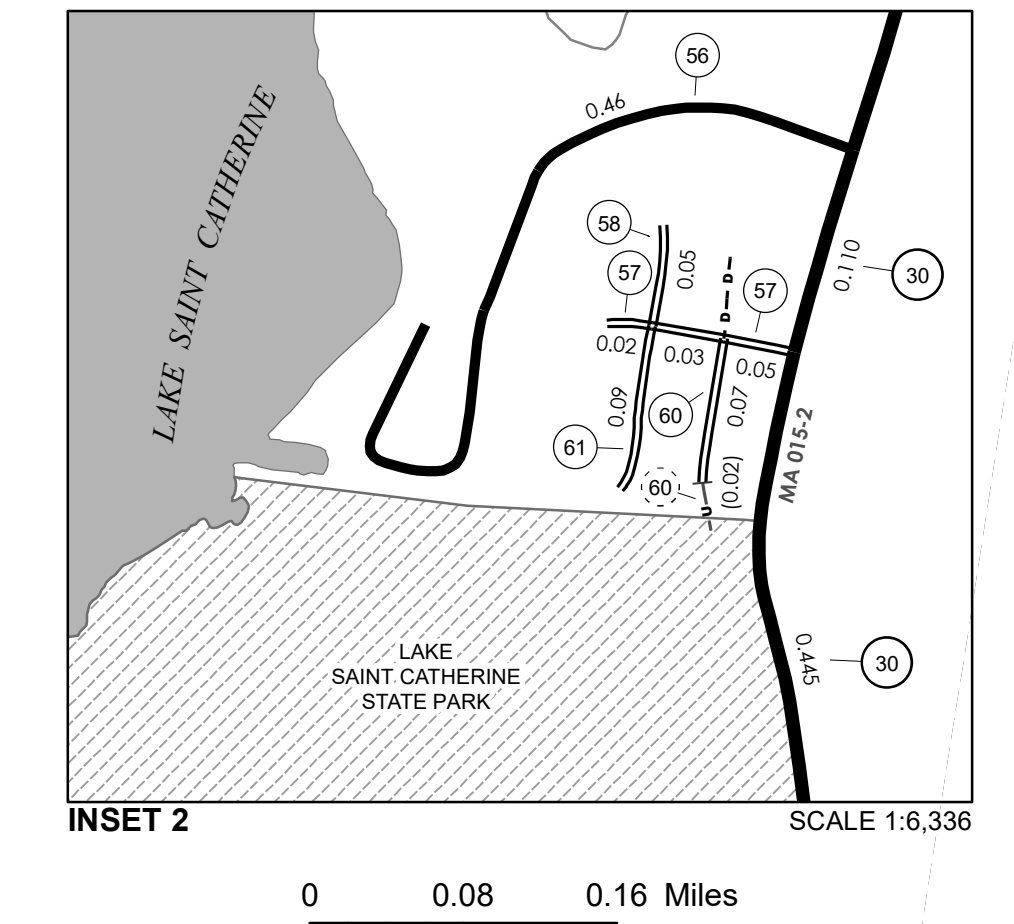 56
0.46
LAKE SAINT CATHERINE
58
0.05
57
D D
57
0.110
30
0.02
0.03
0.05
0.09
60
0.07
61
MA 015-2
60
(0.02)
U
0.445
30
LAKE
SAINT CATHERINE
STATE PARK
INSET 2
SCALE 1:6,336
0 0.08 0.16 Miles